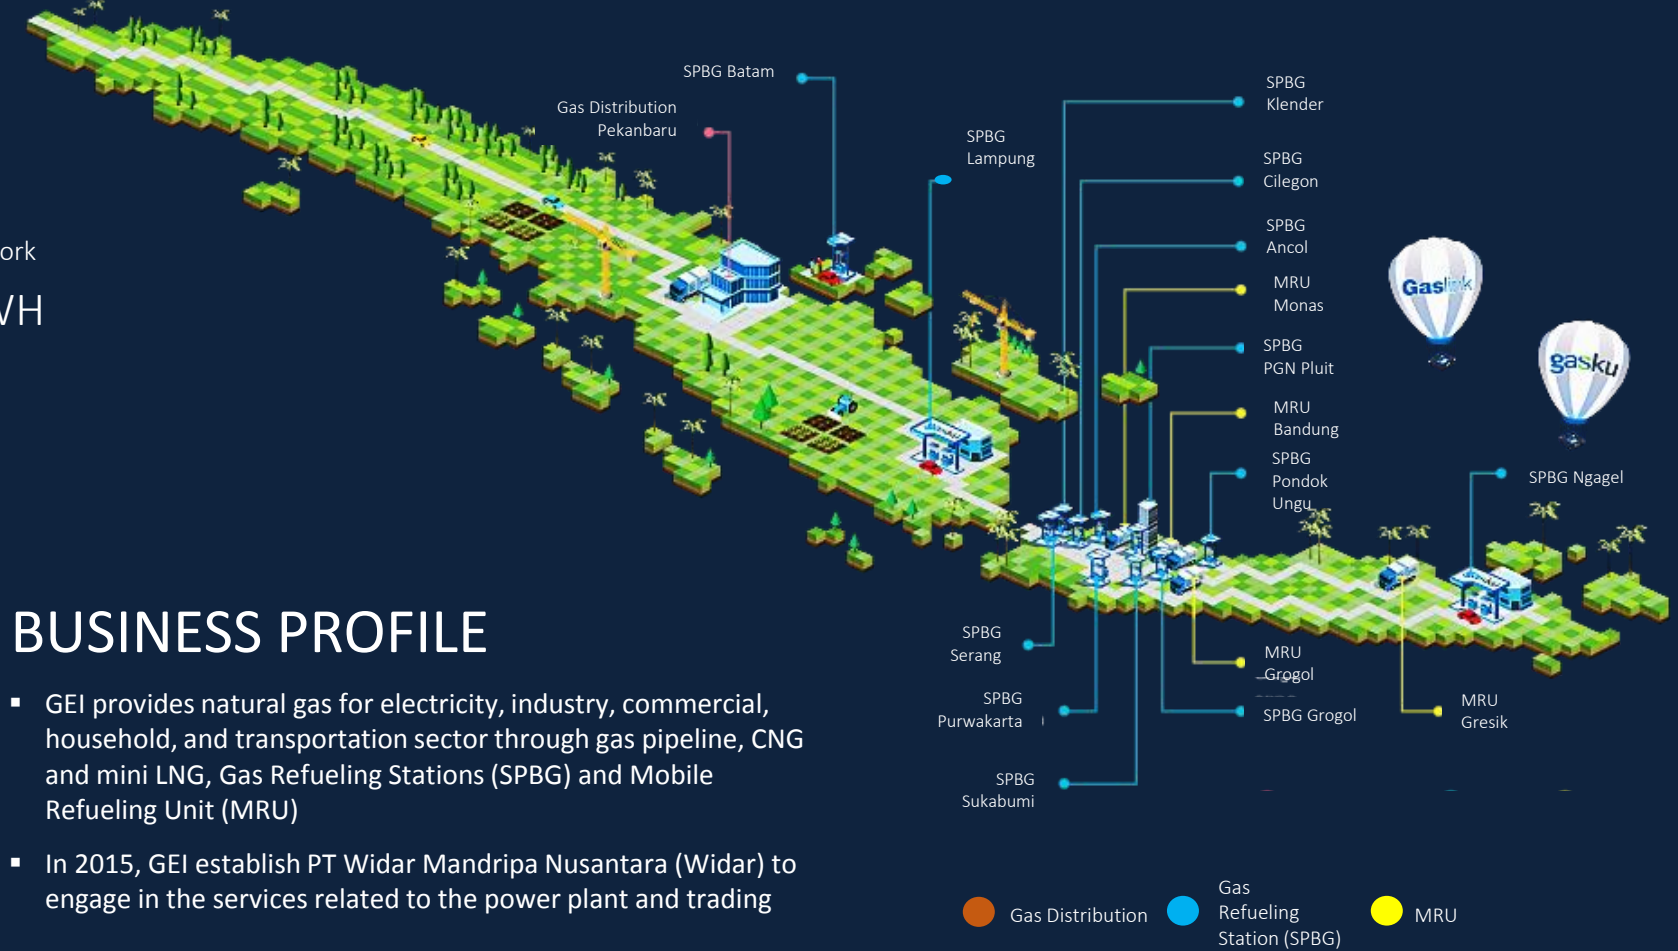 SPBG Batam
Gas Distribution
Pekanbaru
SPBG
Lampung
SPBG
Klender
SPBG
Cilegon
SPBG
Ancol
MRU
Monas
SPBG
PGN Pluit
MRU
Bandung
SPBG
Pondok
Ungu
SPBG Ngagel
Gaslink
gasku
ork
WH
gasku
SPBG
Serang
SPBG
Purwakarta
SPBG
Sukabumi
MRU
Grogol
SPBG Grogol
MRU
Gresik
BUSINESS PROFILE
▪ GEI provides natural gas for electricity, industry, commercial,
household, and transportation sector through gas pipeline, CNG
and mini LNG, Gas Refueling Stations (SPBG) and Mobile
Refueling Unit (MRU)
▪ In 2015, GEI establish PT Widar Mandripa Nusantara (Widar) to
engage in the services related to the power plant and trading
Gas Distribution
Gas
Refueling
Station (SPBG)
MRU